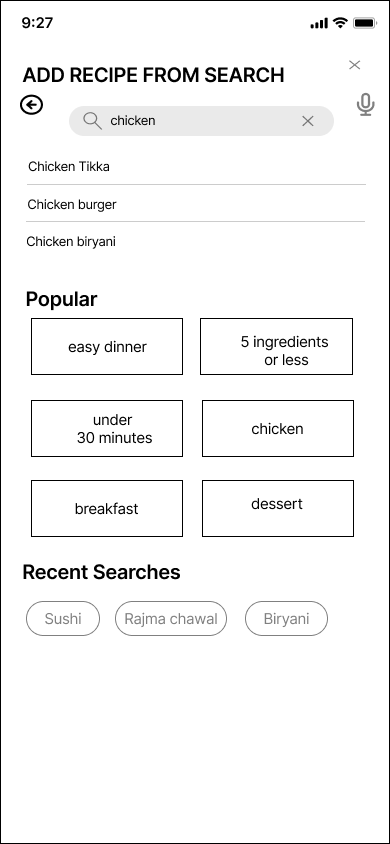 9:27
ADD RECIPE FROM SEARCH
chicken
Chicken Tikka
Chicken burger
Chicken biryani
Popular
easy dinner
5 ingredients
or less
under
30 minutes
chicken
breakfast
dessert
Recent Searches
Sushi
Rajma chawal
Biryani